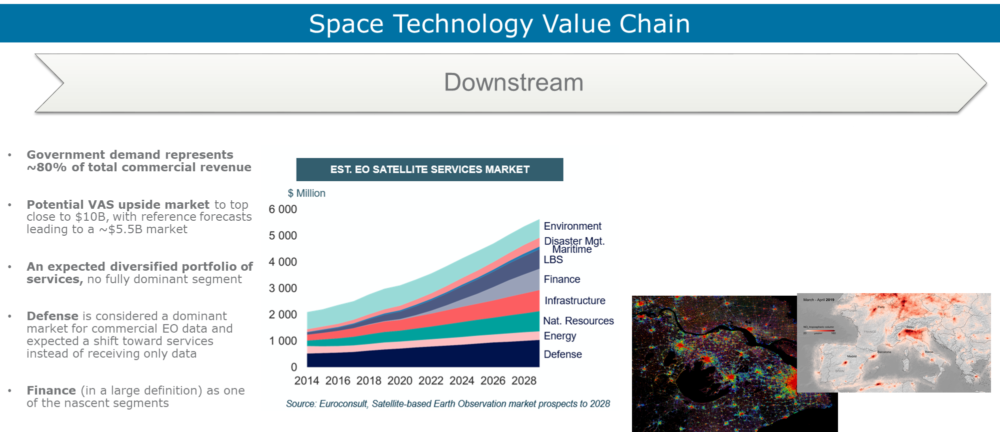 Space Technology Value Chain
Downstream
• Government demand represents
~80% of total commercial revenue
• Potential VAS upside market to top
close to $10B, with reference forecasts
leading to a ~$5.5B market
• An expected diversified portfolio of
services, no fully dominant segment
• Defense is considered a dominant
market for commercial EO data and
expected a shift toward services
instead of receiving only data
• Finance (in a large definition) as one
of the nascent segments
EST. EO SATELLITE SERVICES MARKET
$ Million
6 000
5 000
4 000
3 000
2 000
1 000
0
2014 2016 2018 2020 2022 2024 2026 2028
Environment
Disaster Mgt.
Maritime
LBS
Finance
Infrastructure
Nat. Resources
Energy
Defense
Source: Euroconsult, Satellite-based Earth Observation market prospects to 2028
March - April 2019
NO₂ tropospheric column
20 160
Paris
FRANCE
Milan
ITALY
Barcelona
Rome
Madrid
SPAIN